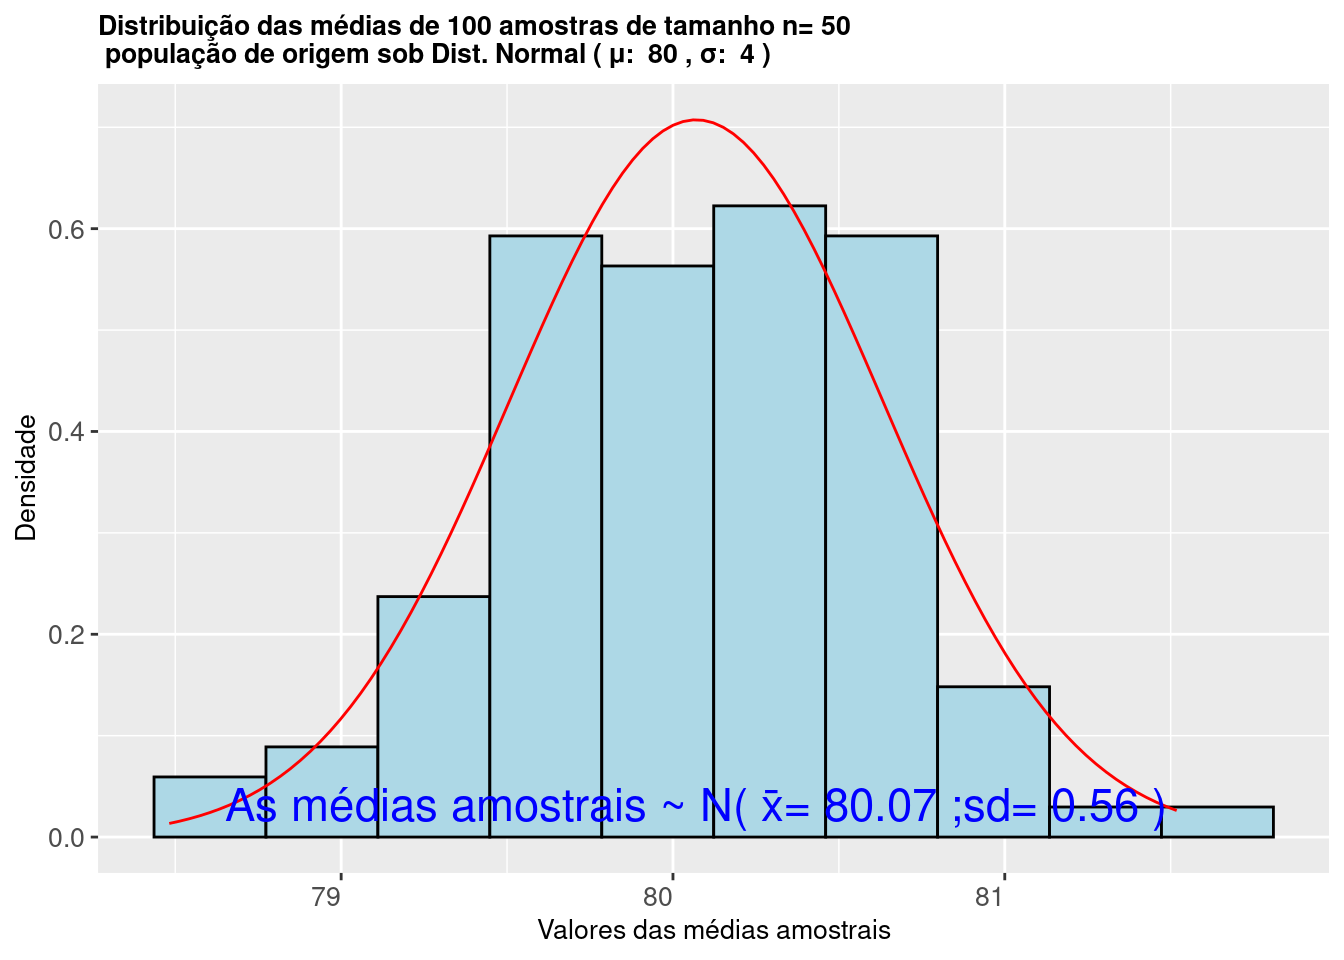 Distribuição das médias de 100 amostras de tamanho n= 50
população de origem sob Dist. Normal ( μ:  80 , σ:  4 )
Densidade
0.6
0.4
0.2
0.0
As médias amostrais ~ N( x̄= 80.07 ;sd= 0.56 )
79 80 81
Valores das médias amostrais